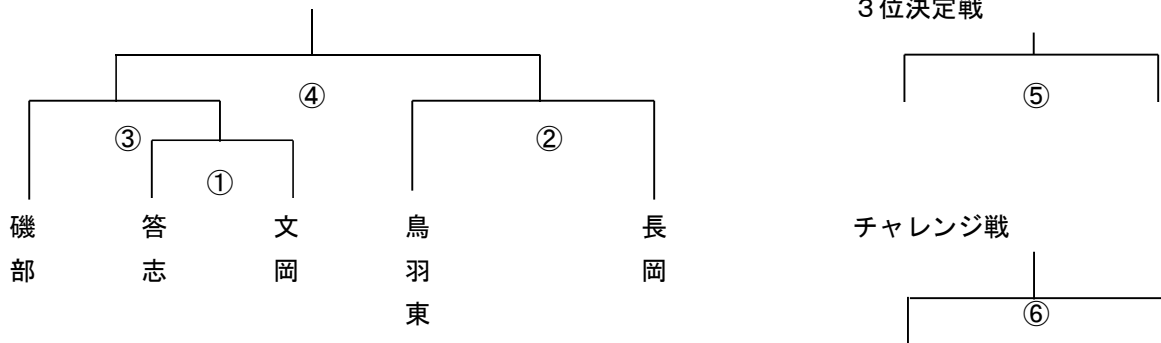 ３位決定戦
④
⑤
③
②
①
磯部
答志
文岡
鳥羽東
長岡
チャレンジ戦
⑥